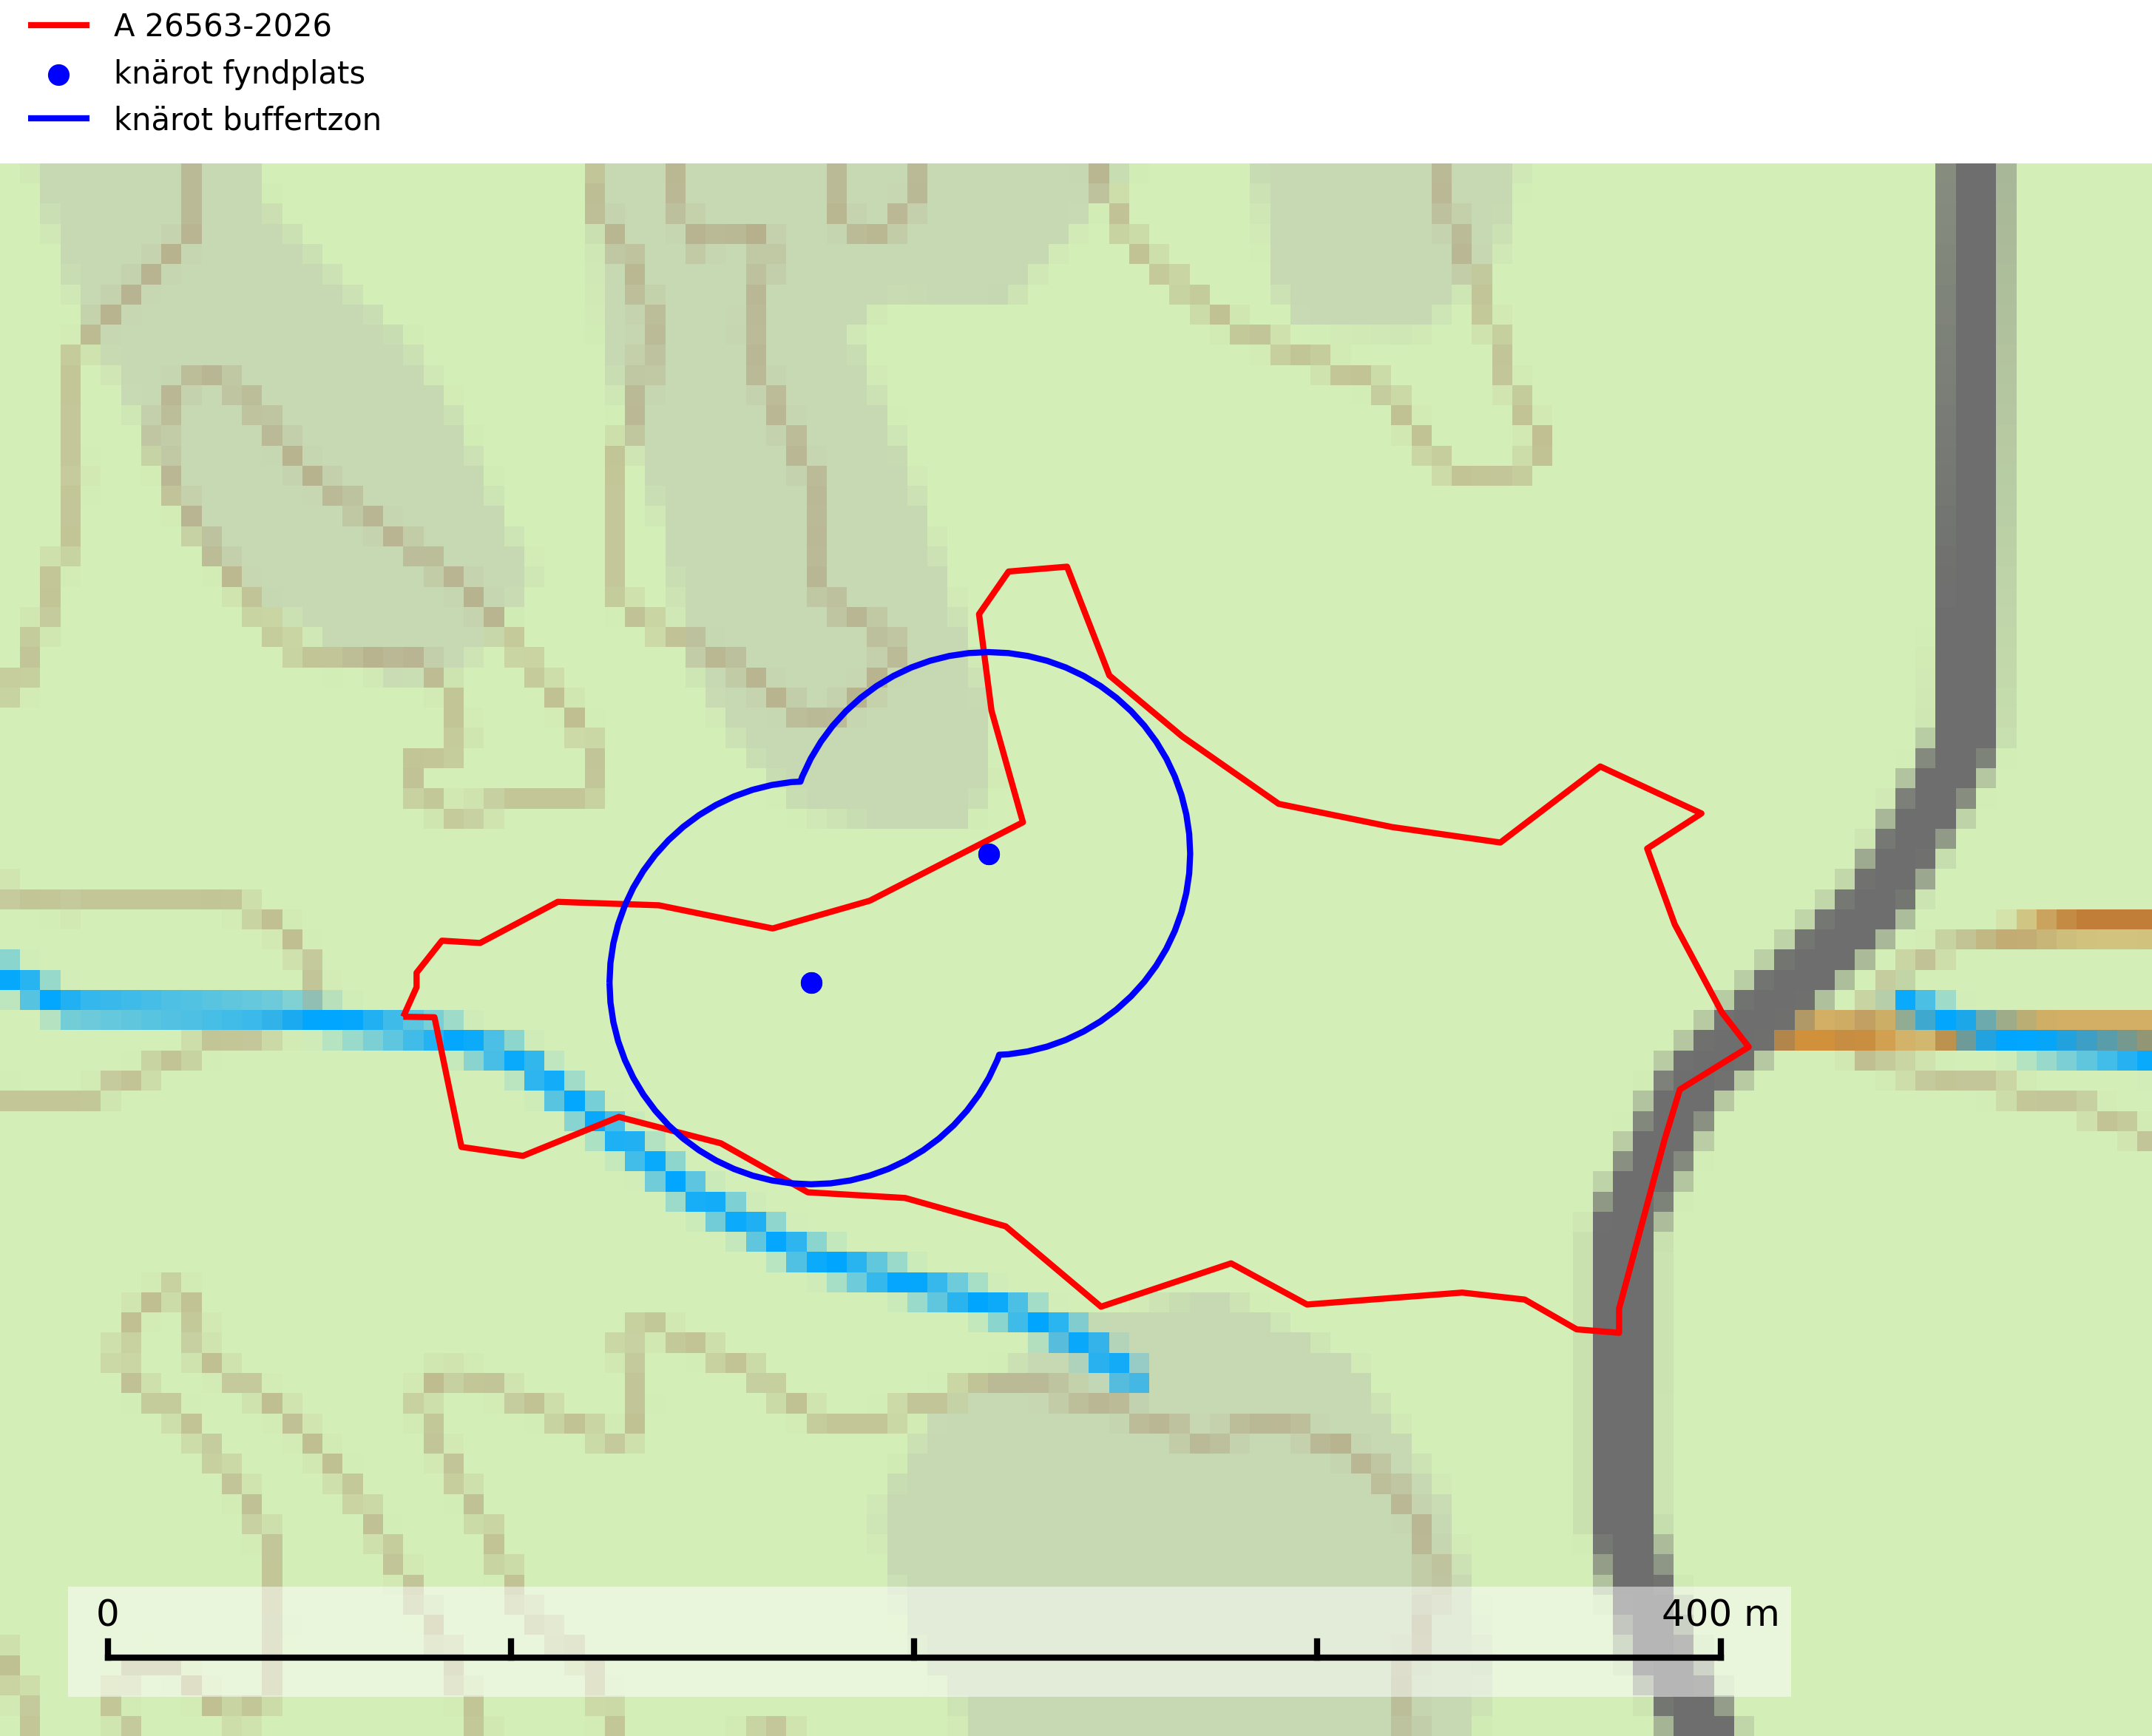 A 26563-2026
knärot fyndplats
knärot buffertzon
0 400 m